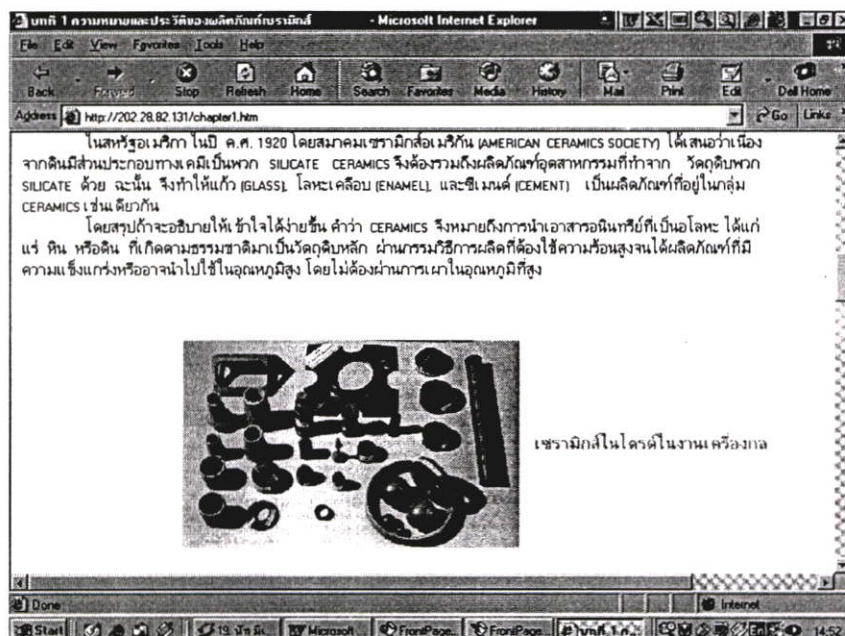 บทที่ 1 ความหมายและประวัติของผลิตภัณฑ์เซรามิกส์ - Microsoft Internet Explorer
File Edit View Favorites Tools Help
Back Forward Stop Refresh Home Search Favorites Media History Mail Print Edit Dell Home
Address http://202.28.82.131/chapter1.htm Go Links
ในสหรัฐอเมริกา ในปี ค.ศ. 1920 โดยสมาคมเซรามิกส์อเมริกัน (AMERICAN CERAMICS SOCIETY) ได้เสนอว่าเนื่อง
จากดินมีส่วนประกอบทางเคมีเป็นพวก SILICATE CERAMICS จึงต้องรวมถึงผลิตภัณฑ์อุตสาหกรรมที่ทำจาก วัตถุดิบพวก
SILICATE ด้วย ฉะนั้น จึงทำให้แก้ว (GLASS), โลหะเคลือบ (ENAMEL), และซีเมนต์ (CEMENT) เป็นผลิตภัณฑ์ที่อยู่ในกลุ่ม
CERAMICS เช่นเดียวกัน
โดยสรุปถ้าจะอธิบายให้เข้าใจได้ง่ายขึ้น คำว่า CERAMICS จึงหมายถึงการนำเอาสารอนินทรีย์ที่เป็นอโลหะ ได้แก่
แร่ หิน หรือดิน ที่เกิดตามธรรมชาติมาเป็นวัตถุดิบหลัก ผ่านกรรมวิธีการผลิตที่ต้องใช้ความร้อนสูงจนได้ผลิตภัณฑ์ที่มี
ความแข็งแกร่งหรืออาจนำไปใช้ในอุณหภูมิสูง โดยไม่ต้องผ่านการเผาในอุณหภูมิที่สูง
เซรามิกส์ไนไตรด์ในงานเครื่องกล
Done Internet
Start Microsoft... FrontPage... FrontPage... บทที่ 1 ก... 14:52